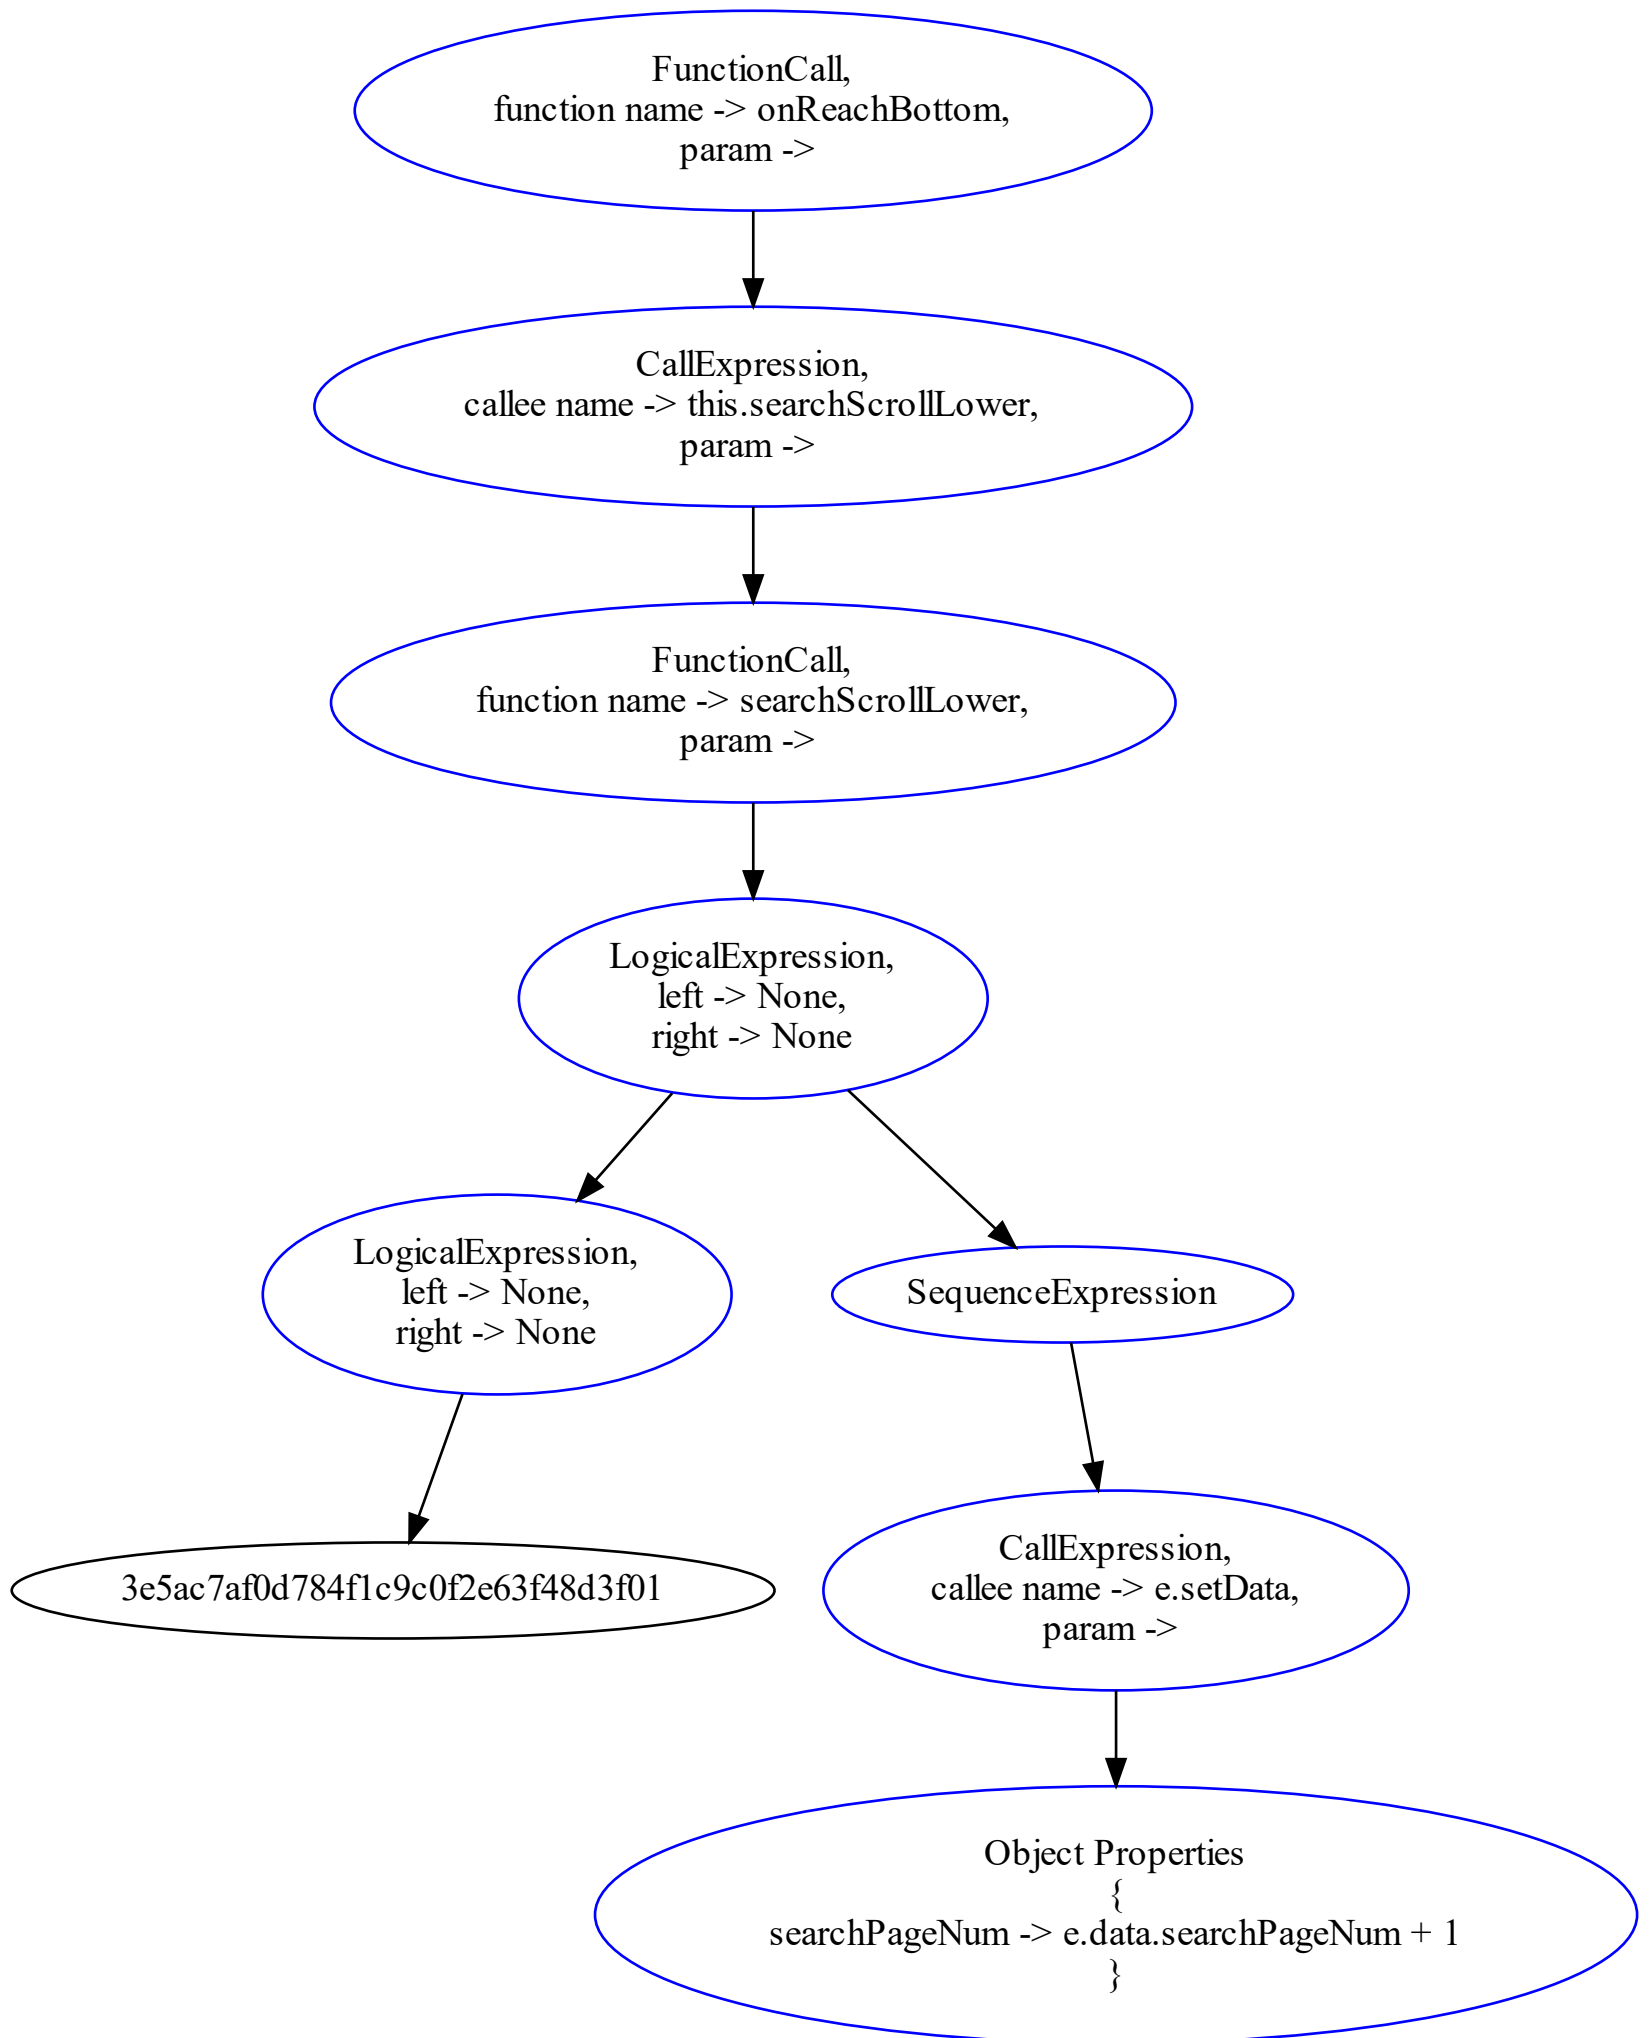 FunctionCall,
function name -> onReachBottom,
param ->
CallExpression,
callee name -> this.searchScrollLower,
param ->
FunctionCall,
function name -> searchScrollLower,
param ->
LogicalExpression,
left -> None,
right -> None
LogicalExpression,
left -> None,
right -> None
SequenceExpression
3e5ac7af0d784f1c9c0f2e63f48d3f01
CallExpression,
callee name -> e.setData,
param ->
Object Properties
{
searchPageNum -> e.data.searchPageNum + 1
}